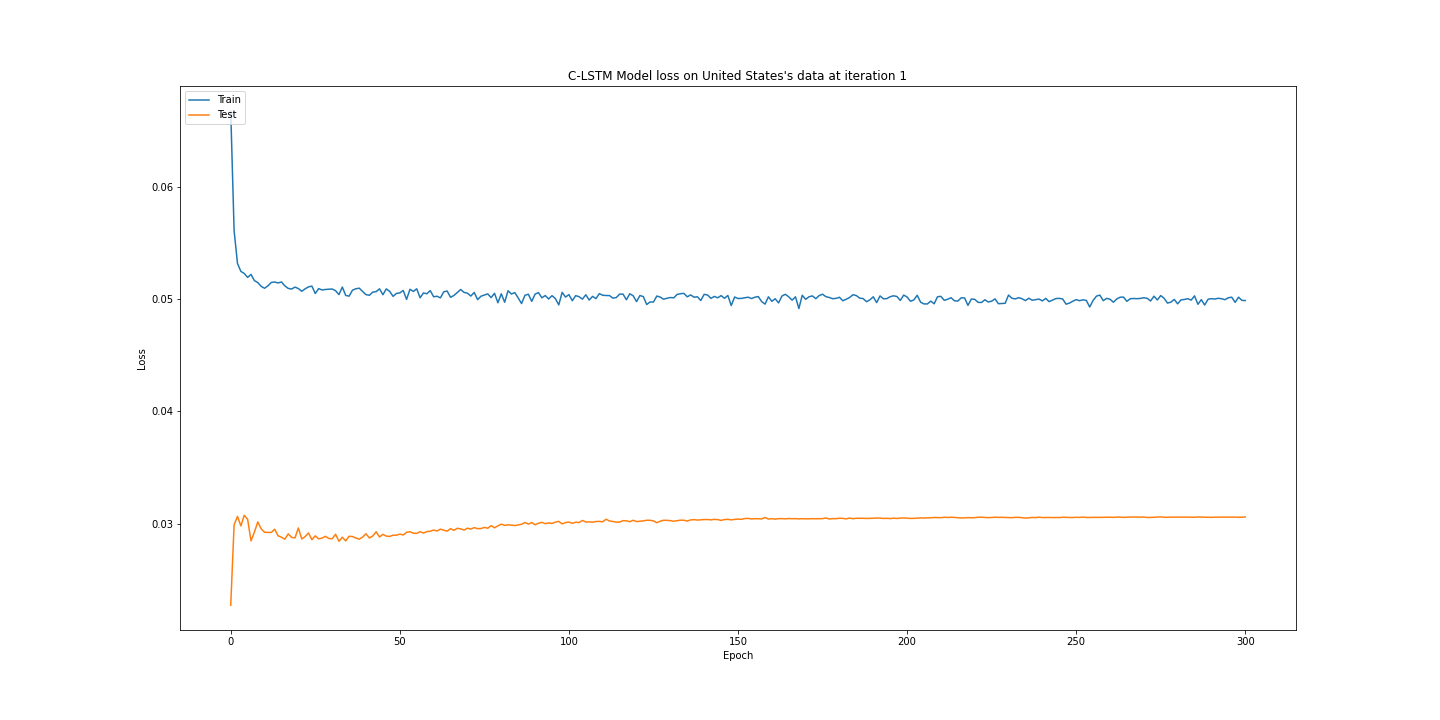 C-LSTM Model loss on United States's data at iteration 1
Train
Test
0.06
0.05
0.04
0.03
Loss
0 50 100 150 200 250 300
Epoch